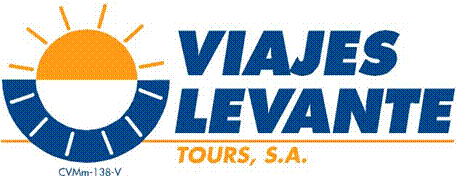 VIAJES
LEVANTE
TOURS, S.A.
CVMm-138-V